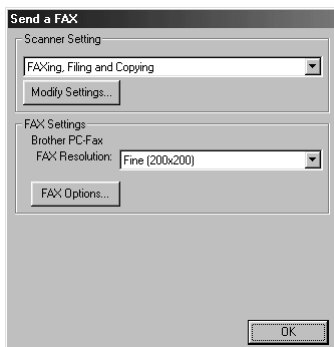 Send a FAX
Scanner Setting
FAXing, Filing and Copying
Modify Settings...
FAX Settings
Brother PC-Fax
FAX Resolution: Fine (200x200)
FAX Options...
OK